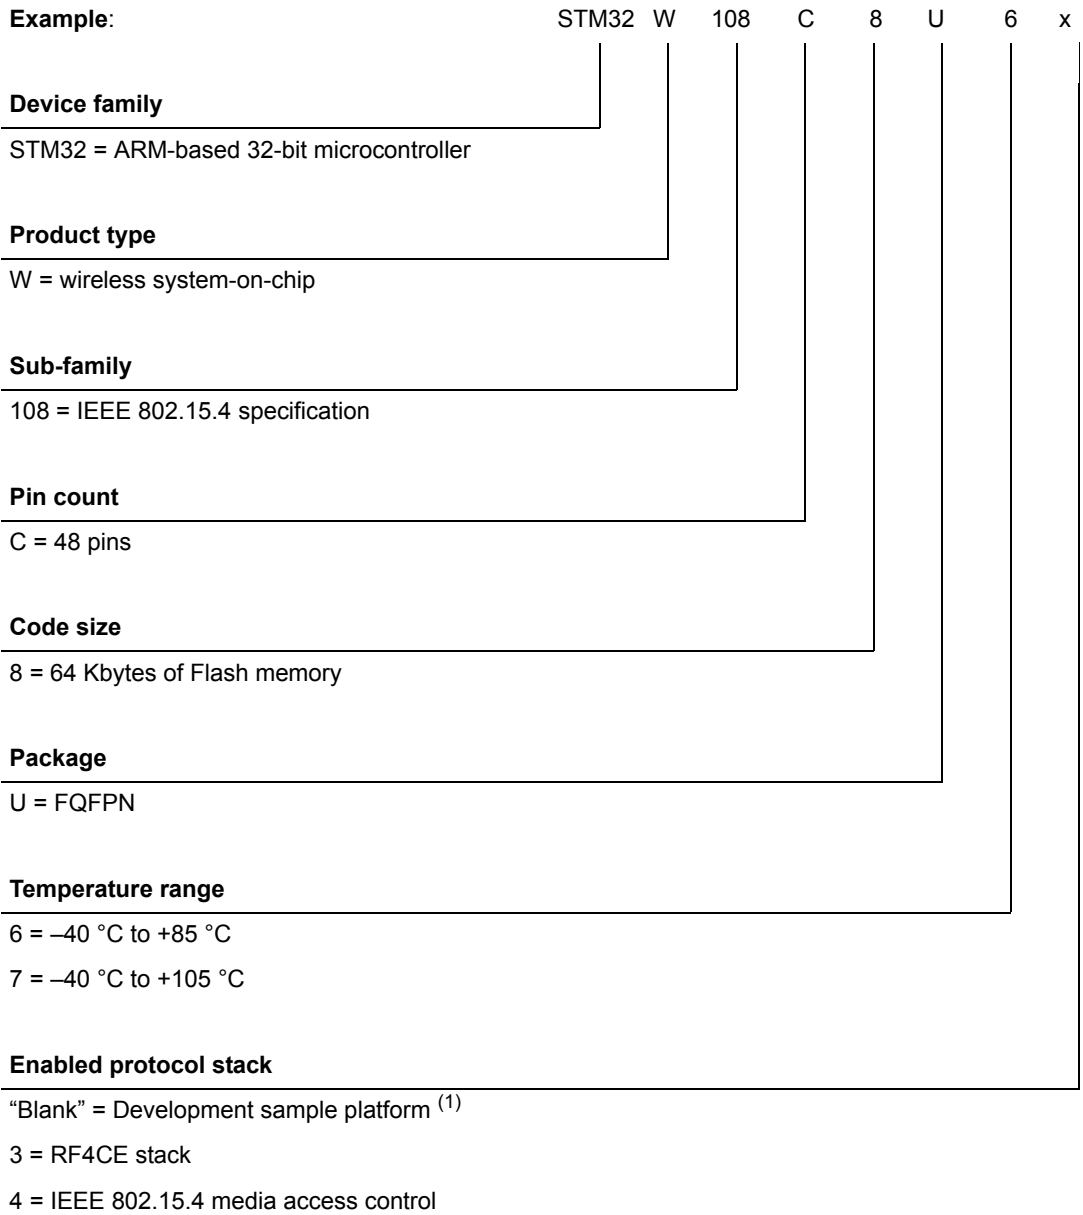 Example: STM32 W 108 C 8 U 6 x
Device family
STM32 = ARM-based 32-bit microcontroller
Product type
W = wireless system-on-chip
Sub-family
108 = IEEE 802.15.4 specification
Pin count
C = 48 pins
Code size
8 = 64 Kbytes of Flash memory
Package
U = FQFPN
Temperature range
6 = –40 °C to +85 °C
7 = –40 °C to +105 °C
Enabled protocol stack
“Blank” = Development sample platform (1)
3 = RF4CE stack
4 = IEEE 802.15.4 media access control